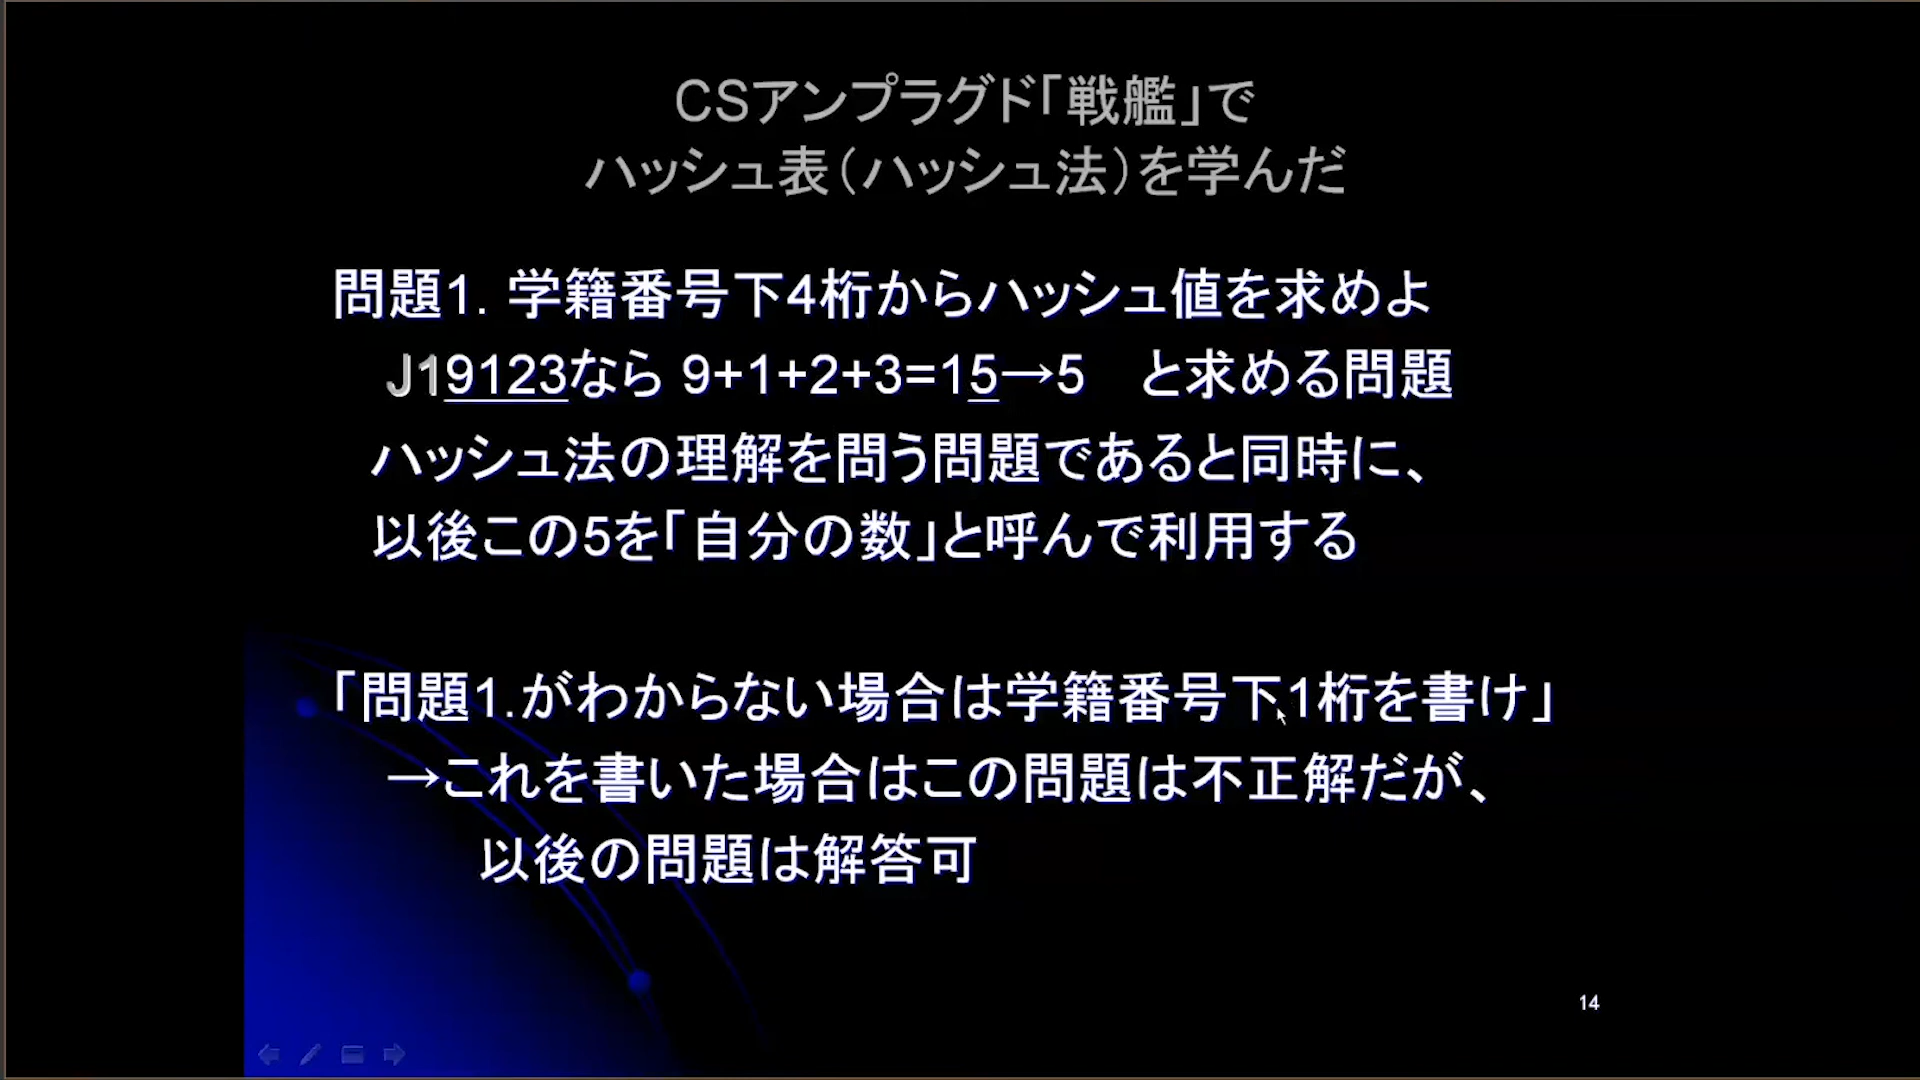 CSアンプラグド「戦艦」で
ハッシュ表（ハッシュ法）を学んだ
問題1. 学籍番号下4桁からハッシュ値を求めよ
J19123なら 9+1+2+3=15→5　と求める問題
ハッシュ法の理解を問う問題であると同時に、
以後この5を「自分の数」と呼んで利用する
「問題1.がわからない場合は学籍番号下1桁を書け」
→これを書いた場合はこの問題は不正解だが、
以後の問題は解答可
14